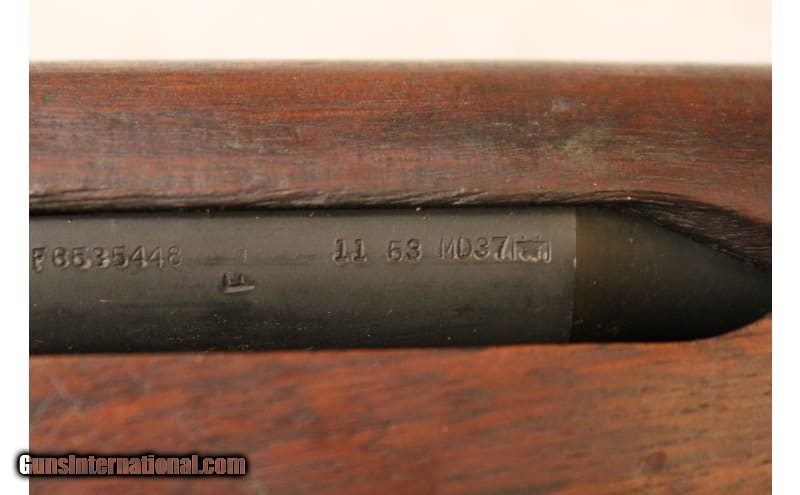 F6535448 11 53 MD37
F
GunsInternational.com